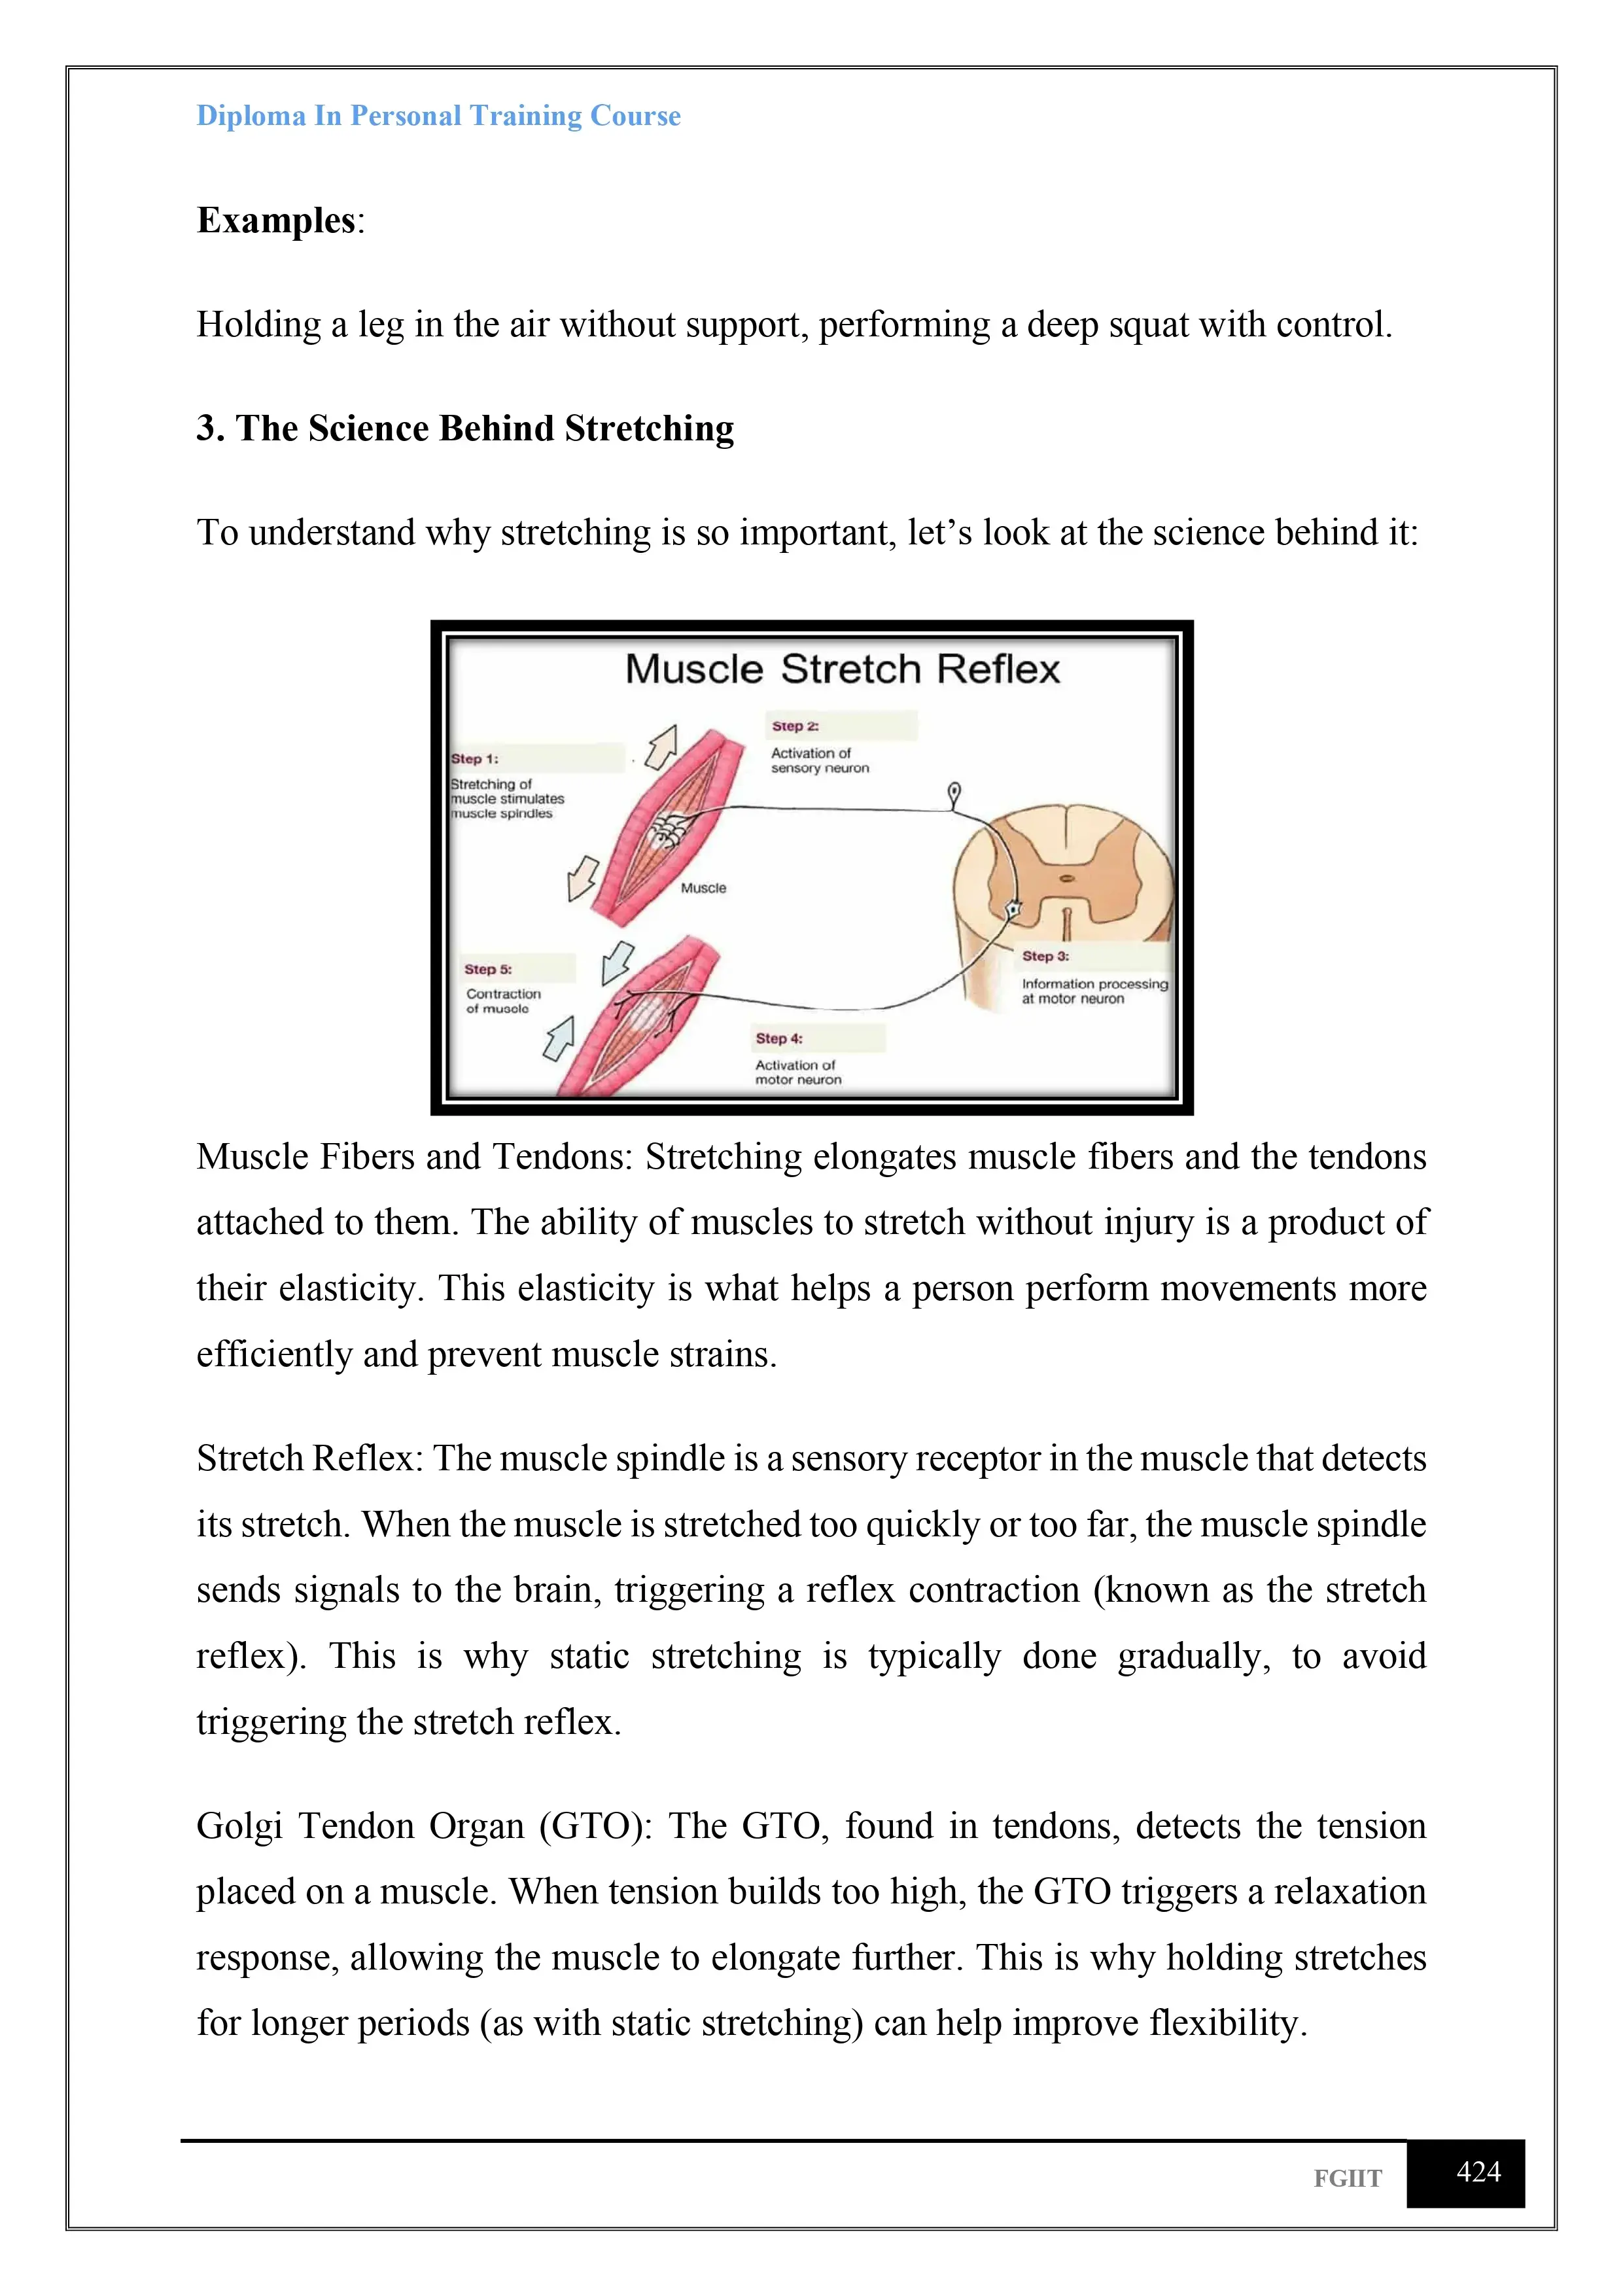 Diploma In Personal Training Course
Examples:
Holding a leg in the air without support, performing a deep squat with control.
3. The Science Behind Stretching
To understand why stretching is so important, let’s look at the science behind it:
Muscle Stretch Reflex
Step 1:
Stretching of
muscle stimulates
muscle spindles
Step 2:
Activation of
sensory neuron
Muscle
Step 3:
Information processing
at motor neuron
Step 5:
Contraction
of muscle
Step 4:
Activation of
motor neuron
Muscle Fibers and Tendons: Stretching elongates muscle fibers and the tendons
attached to them. The ability of muscles to stretch without injury is a product of
their elasticity. This elasticity is what helps a person perform movements more
efficiently and prevent muscle strains.
Stretch Reflex: The muscle spindle is a sensory receptor in the muscle that detects
its stretch. When the muscle is stretched too quickly or too far, the muscle spindle
sends signals to the brain, triggering a reflex contraction (known as the stretch
reflex). This is why static stretching is typically done gradually, to avoid
triggering the stretch reflex.
Golgi Tendon Organ (GTO): The GTO, found in tendons, detects the tension
placed on a muscle. When tension builds too high, the GTO triggers a relaxation
response, allowing the muscle to elongate further. This is why holding stretches
for longer periods (as with static stretching) can help improve flexibility.
FGIIT
424